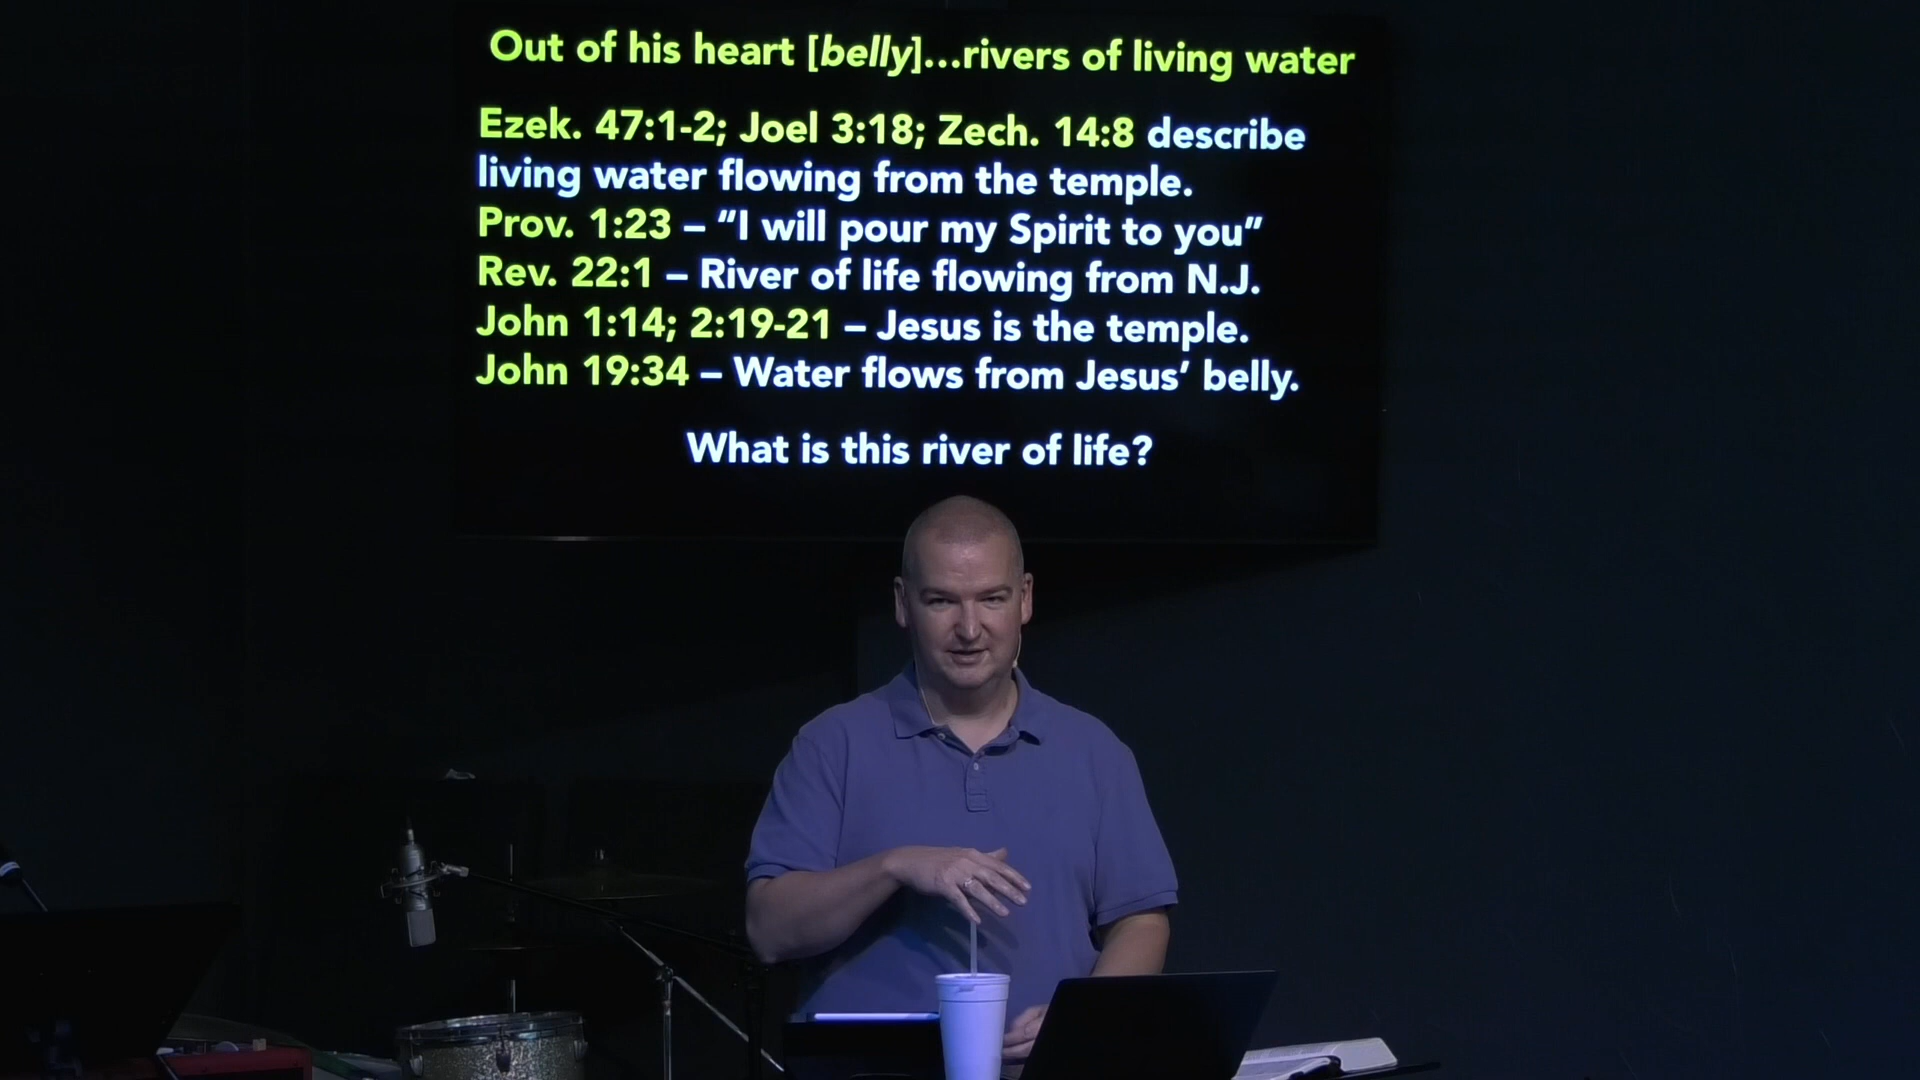 Out of his heart [belly]...rivers of living water
Ezek. 47:1-2; Joel 3:18; Zech. 14:8 describe
living water flowing from the temple.
Prov. 1:23 – “I will pour my Spirit to you”
Rev. 22:1 – River of life flowing from N.J.
John 1:14; 2:19-21 – Jesus is the temple.
John 19:34 – Water flows from Jesus’ belly.
What is this river of life?